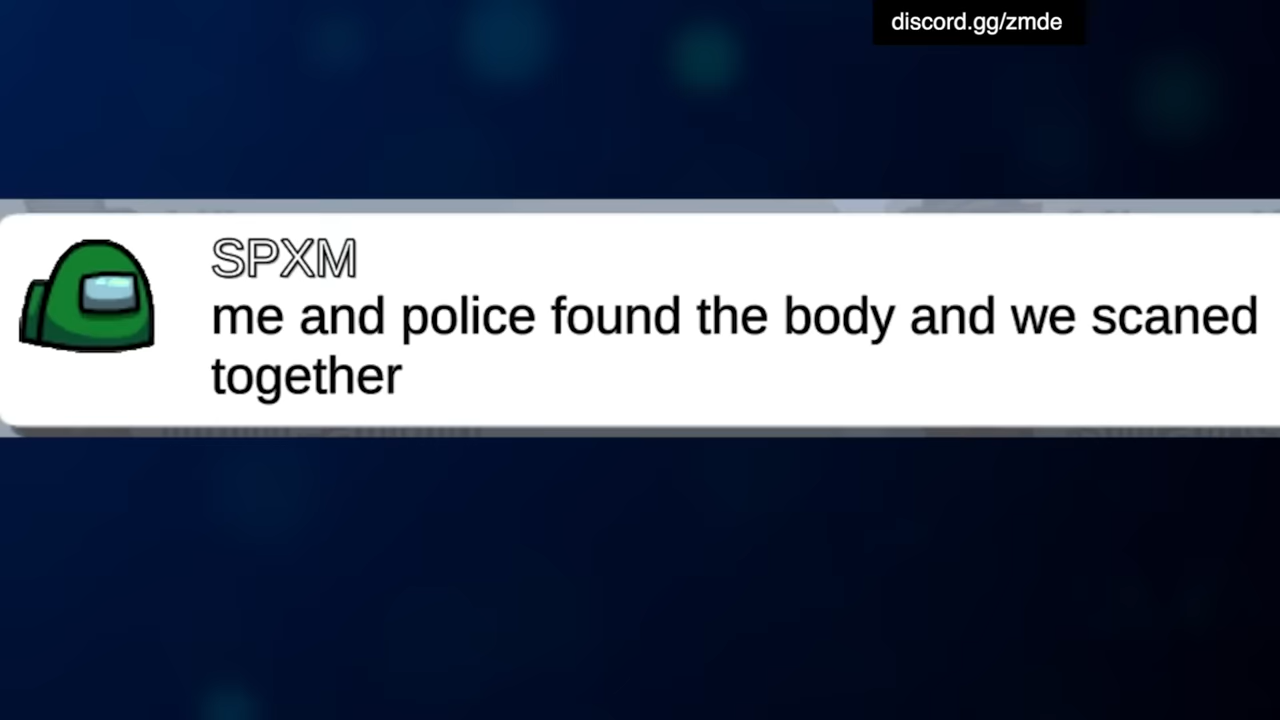 discord.gg/zmde
SPXM
me and police found the body and we scaned
together